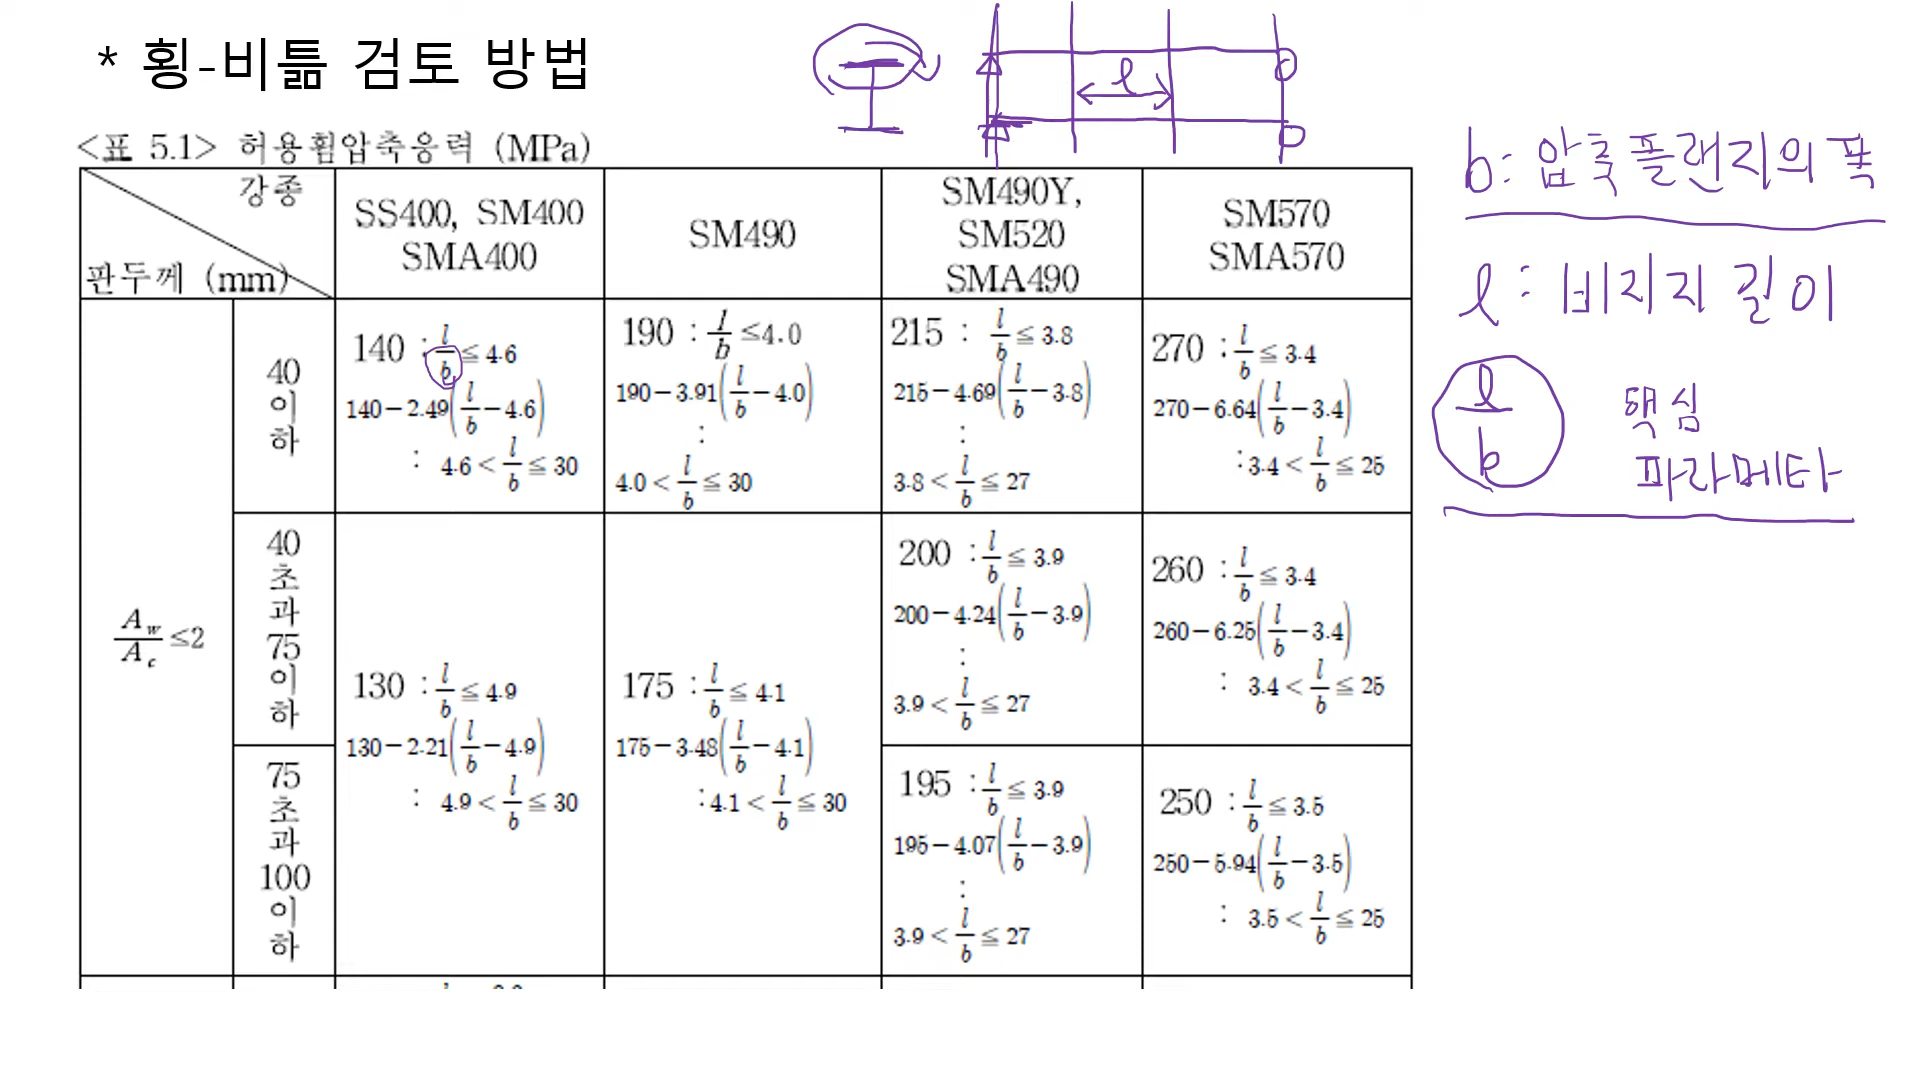 * 횡-비틂 검토 방법
l
<표 5.1> 허용휨압축응력 (MPa)
강종
판두께 (mm)
SS400, SM400
SMA400
SM490
SM490Y,
SM520
SMA490
SM570
SMA570
A_w/A_c ≤2
40
이
하
140 : l/b ≤ 4.6
140-2.49(l/b-4.6)
: 4.6 < l/b ≤ 30
190 : l/b ≤4.0
190-3.91(l/b-4.0)
:
4.0 < l/b ≤ 30
215 : l/b ≤ 3.8
215-4.69(l/b-3.8)
:
3.8 < l/b ≤ 27
270 : l/b ≤ 3.4
270-6.64(l/b-3.4)
: 3.4 < l/b ≤ 25
40
초
과
75
이
하
130 : l/b ≤ 4.9
130-2.21(l/b-4.9)
: 4.9 < l/b ≤ 30
175 : l/b ≤ 4.1
175-3.48(l/b-4.1)
: 4.1 < l/b ≤ 30
200 : l/b ≤ 3.9
200-4.24(l/b-3.9)
:
3.9 < l/b ≤ 27
260 : l/b ≤ 3.4
260-6.25(l/b-3.4)
: 3.4 < l/b ≤ 25
75
초
과
100
이
하
195 : l/b ≤ 3.9
195-4.07(l/b-3.9)
:
3.9 < l/b ≤ 27
250 : l/b ≤ 3.5
250-5.94(l/b-3.5)
: 3.5 < l/b ≤ 25
b: 압축플랜지의 폭
l : 비지지 길이
l/b 핵심
파라메타